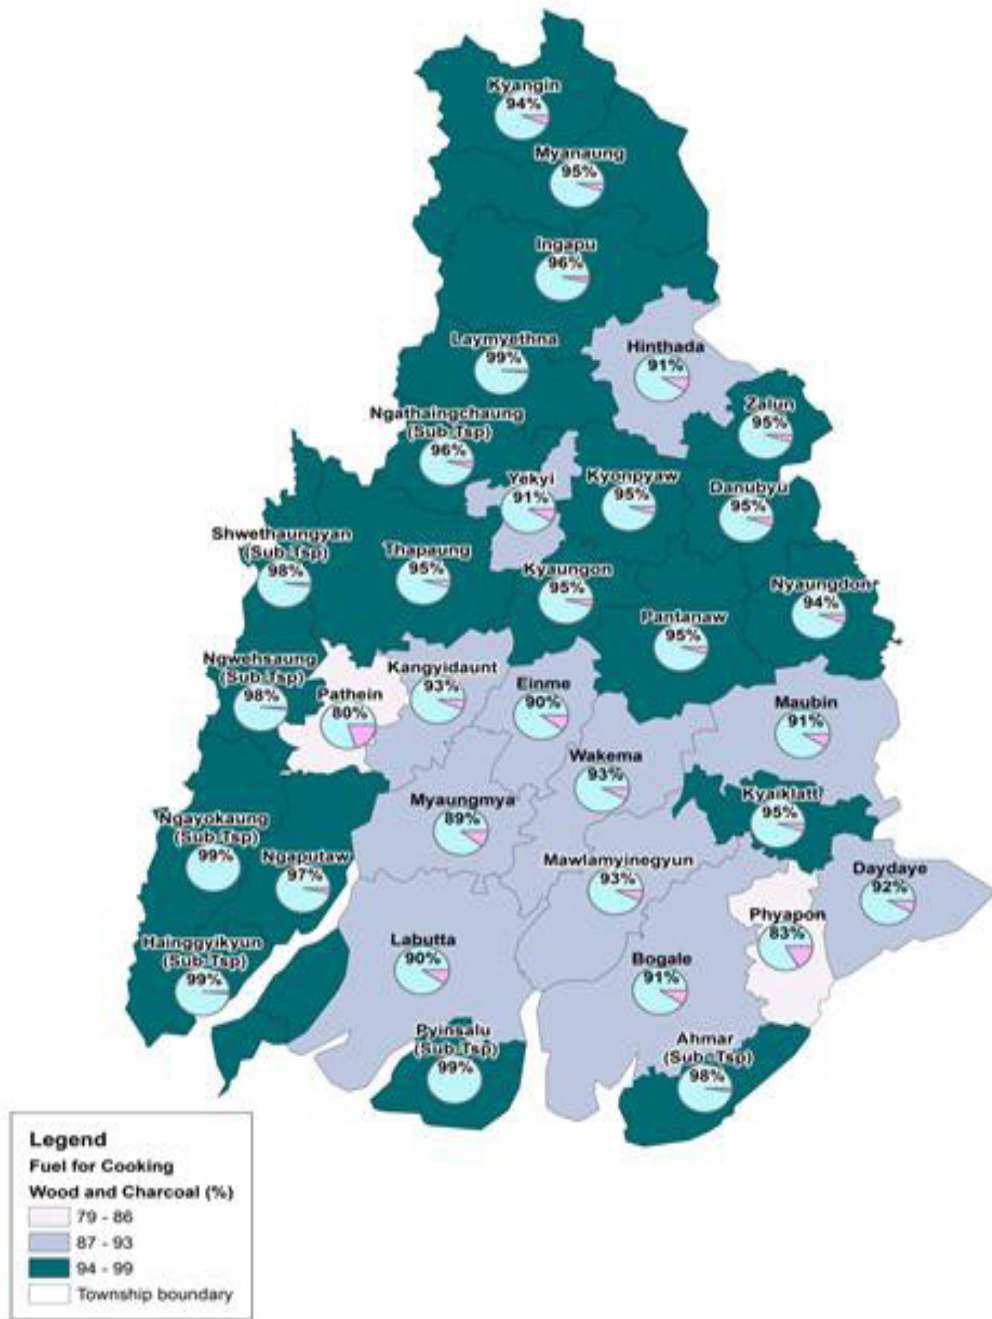 Kyangin
94%
Myanaung
95%
Ingapu
96%
Laymyethna
99%
Hinthada
91%
Ngathaingchaung
(Sub-Tsp)
96%
Zalun
95%
Yekyi
91%
Kyonpyaw
95%
Danubyu
95%
Shwethaungyan
(Sub-Tsp)
98%
Thapaung
95%
Kyaungon
95%
Nyaungdon
94%
Pantanaw
95%
Ngwehsaung
(Sub-Tsp)
98%
Pathein
80%
Kangyidaunt
93%
Einme
90%
Maubin
91%
Wakema
93%
Myaungmya
89%
Kyaiklatt
95%
Ngayokaung
(Sub-Tsp)
99%
Ngaputaw
97%
Mawlamyinegyun
93%
Daydaye
92%
Phyapon
83%
Hainggyikyun
(Sub-Tsp)
99%
Labutta
90%
Bogale
91%
Pyinsalu
(Sub-Tsp)
99%
Ahmar
(Sub-Tsp)
98%
Legend
Fuel for Cooking
Wood and Charcoal (%)
79 - 86
87 - 93
94 - 99
Township boundary